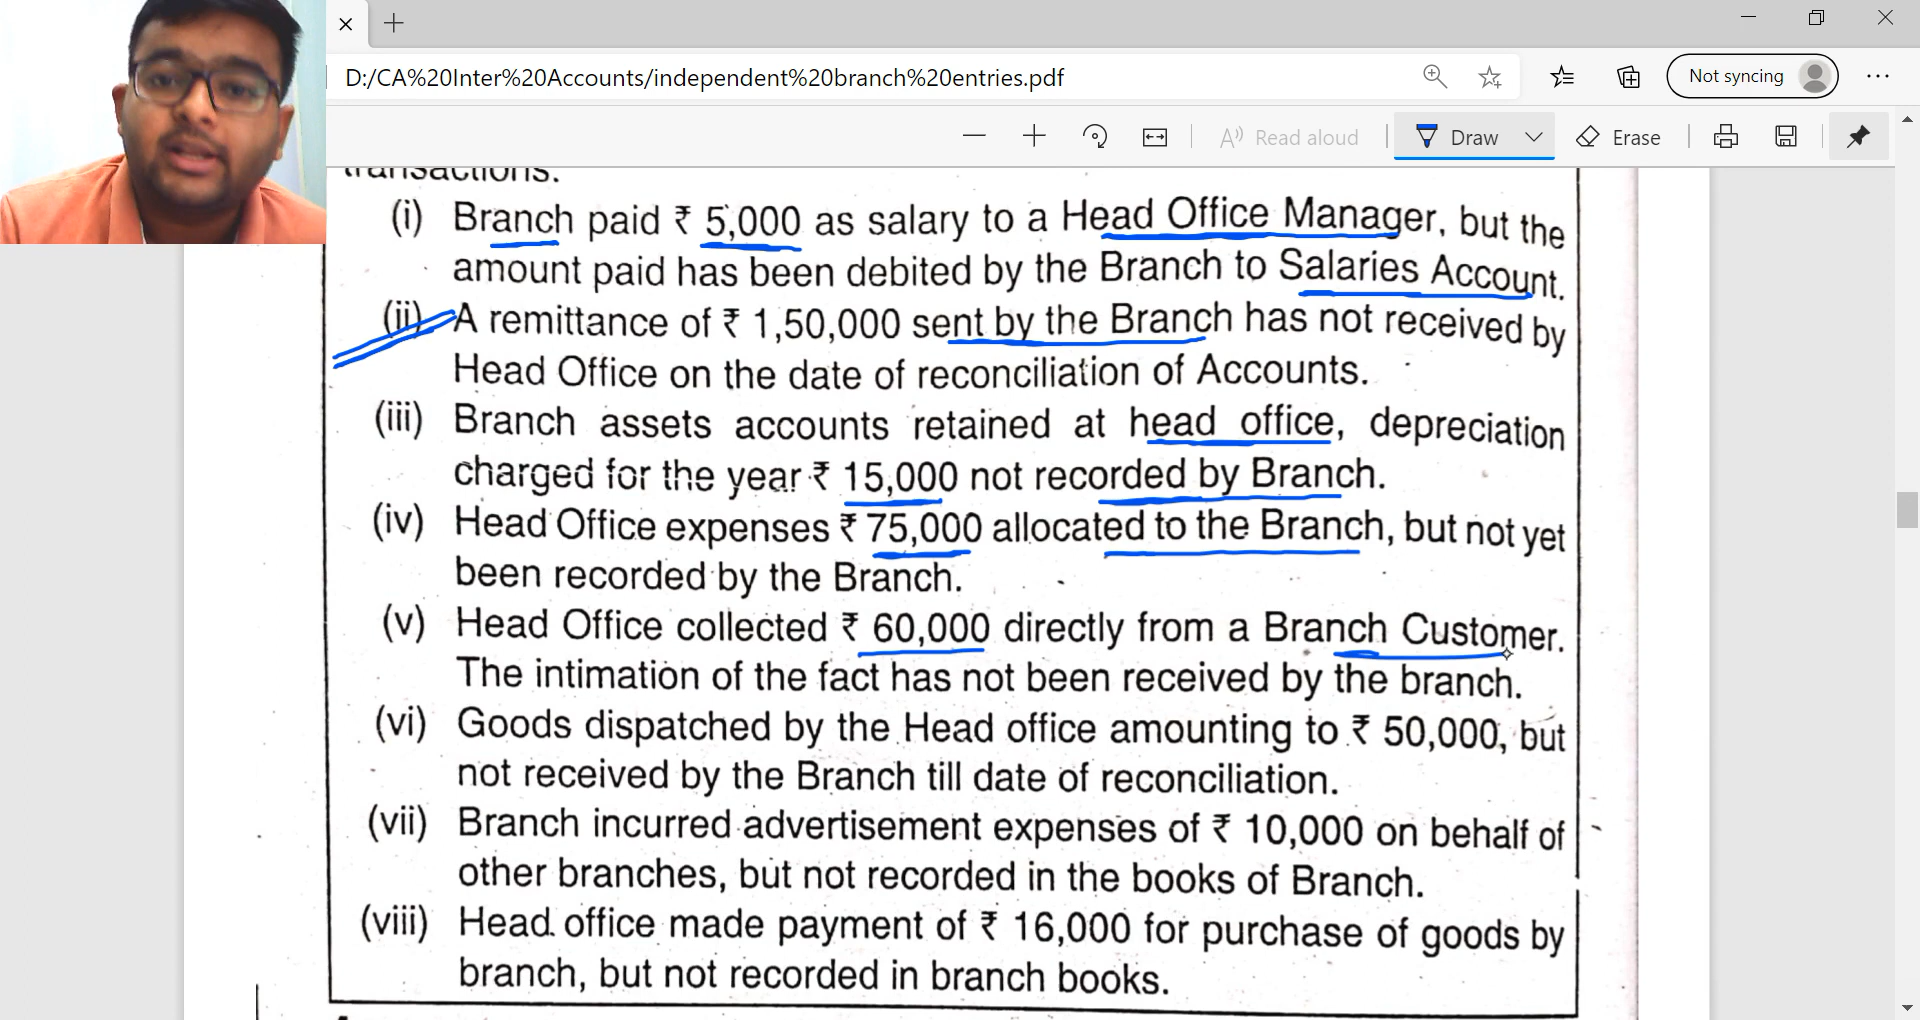 D:/CA%20Inter%20Accounts/independent%20branch%20entries.pdf
Not syncing
Read aloud
Draw
Erase
transactions:
(i) Branch paid ₹ 5,000 as salary to a Head Office Manager, but the
amount paid has been debited by the Branch to Salaries Account.
(ii) A remittance of ₹ 1,50,000 sent by the Branch has not received by
Head Office on the date of reconciliation of Accounts.
(iii) Branch assets accounts retained at head office, depreciation
charged for the year ₹ 15,000 not recorded by Branch.
(iv) Head Office expenses ₹ 75,000 allocated to the Branch, but not yet
been recorded by the Branch.
(v) Head Office collected ₹ 60,000 directly from a Branch Customer.
The intimation of the fact has not been received by the branch.
(vi) Goods dispatched by the Head office amounting to ₹ 50,000, but
not received by the Branch till date of reconciliation.
(vii) Branch incurred advertisement expenses of ₹ 10,000 on behalf of
other branches, but not recorded in the books of Branch.
(viii) Head office made payment of ₹ 16,000 for purchase of goods by
branch, but not recorded in branch books.